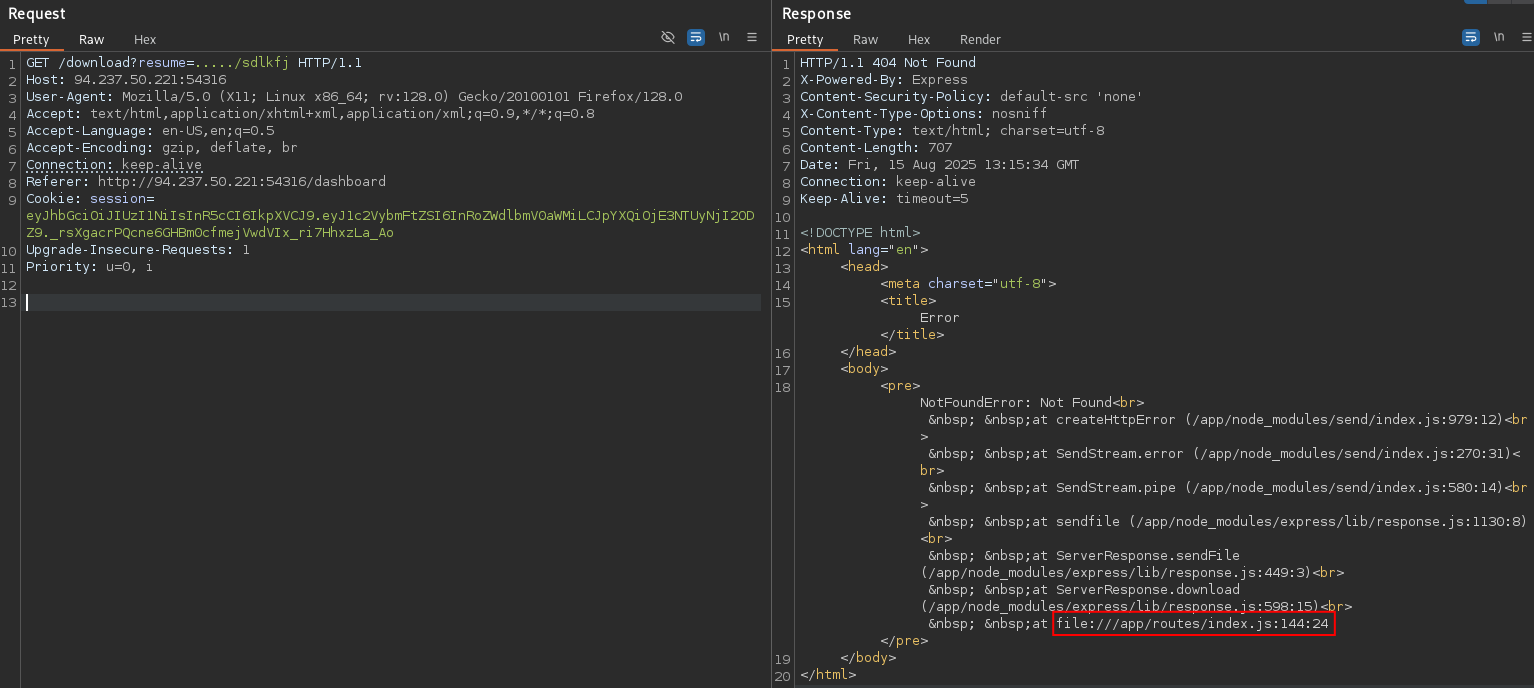 Request
Pretty Raw Hex
\n
1 GET /download?resume=...../sdlkfj HTTP/1.1
2 Host: 94.237.50.221:54316
3 User-Agent: Mozilla/5.0 (X11; Linux x86_64; rv:128.0) Gecko/20100101 Firefox/128.0
4 Accept: text/html,application/xhtml+xml,application/xml;q=0.9,*/*;q=0.8
5 Accept-Language: en-US,en;q=0.5
6 Accept-Encoding: gzip, deflate, br
7 Connection: keep-alive
8 Referer: http://94.237.50.221:54316/dashboard
9 Cookie: session=
eyJhbGciOiJIUzI1NiIsInR5cCI6IkpXVCJ9.eyJ1c2VybmFtZSI6InRoZWdlbmV0aWMiLCJpYXQiOjE3NTUyNjI2OD
Z9._rsXgacrPQcne6GHBmOcfmejVwdVIx_ri7HhxzLa_Ao
10 Upgrade-Insecure-Requests: 1
11 Priority: u=0, i
12
13
Response
Pretty Raw Hex Render
\n
1 HTTP/1.1 404 Not Found
2 X-Powered-By: Express
3 Content-Security-Policy: default-src 'none'
4 X-Content-Type-Options: nosniff
5 Content-Type: text/html; charset=utf-8
6 Content-Length: 707
7 Date: Fri, 15 Aug 2025 13:15:34 GMT
8 Connection: keep-alive
9 Keep-Alive: timeout=5
10
11 <!DOCTYPE html>
12 <html lang="en">
13 <head>
14 <meta charset="utf-8">
15 <title>
Error
</title>
16 </head>
17 <body>
18 <pre>
NotFoundError: Not Found<br>
&nbsp; &nbsp;at createHttpError (/app/node_modules/send/index.js:979:12)<br
>
&nbsp; &nbsp;at SendStream.error (/app/node_modules/send/index.js:270:31)<
br>
&nbsp; &nbsp;at SendStream.pipe (/app/node_modules/send/index.js:580:14)<br
>
&nbsp; &nbsp;at sendfile (/app/node_modules/express/lib/response.js:1130:8)
<br>
&nbsp; &nbsp;at ServerResponse.sendFile
(/app/node_modules/express/lib/response.js:449:3)<br>
&nbsp; &nbsp;at ServerResponse.download
(/app/node_modules/express/lib/response.js:598:15)<br>
&nbsp; &nbsp;at file:///app/routes/index.js:144:24
</pre>
19 </body>
20 </html>